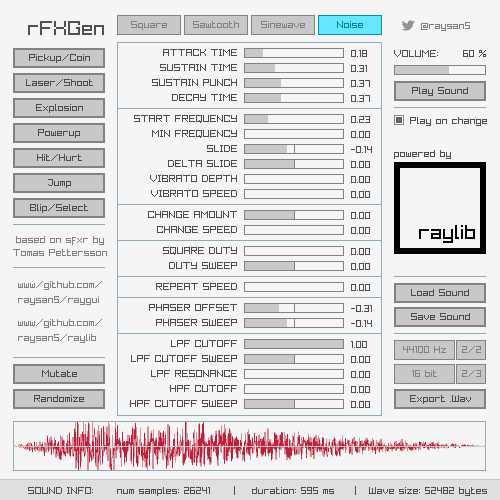 rFXGen
Square
Sawtooth
Sinewave
Noise
@raysan5
Pickup/Coin
Laser/Shoot
Explosion
Powerup
Hit/Hurt
Jump
Blip/Select
based on sfxr by
Tomas Pettersson
www/github.com/
raysan5/raygui
www/github.com/
raysan5/raylib
Mutate
Randomize
ATTACK TIME 0.18
SUSTAIN TIME 0.31
SUSTAIN PUNCH 0.37
DECAY TIME 0.37
START FREQUENCY 0.23
MIN FREQUENCY 0.00
SLIDE -0.14
DELTA SLIDE 0.00
VIBRATO DEPTH 0.00
VIBRATO SPEED 0.00
CHANGE AMOUNT 0.00
CHANGE SPEED 0.00
SQUARE DUTY 0.00
DUTY SWEEP 0.00
REPEAT SPEED 0.00
PHASER OFFSET -0.31
PHASER SWEEP -0.14
LPF CUTOFF 1.00
LPF CUTOFF SWEEP 0.00
LPF RESONANCE 0.00
HPF CUTOFF 0.00
HPF CUTOFF SWEEP 0.00
VOLUME: 60 %
Play Sound
Play on change
powered by
raylib
Load Sound
Save Sound
44100 Hz 2/2
16 bit 2/3
Export .Wav
SOUND INFO: num samples: 26241 | duration: 595 ms | Wave size: 52482 bytes